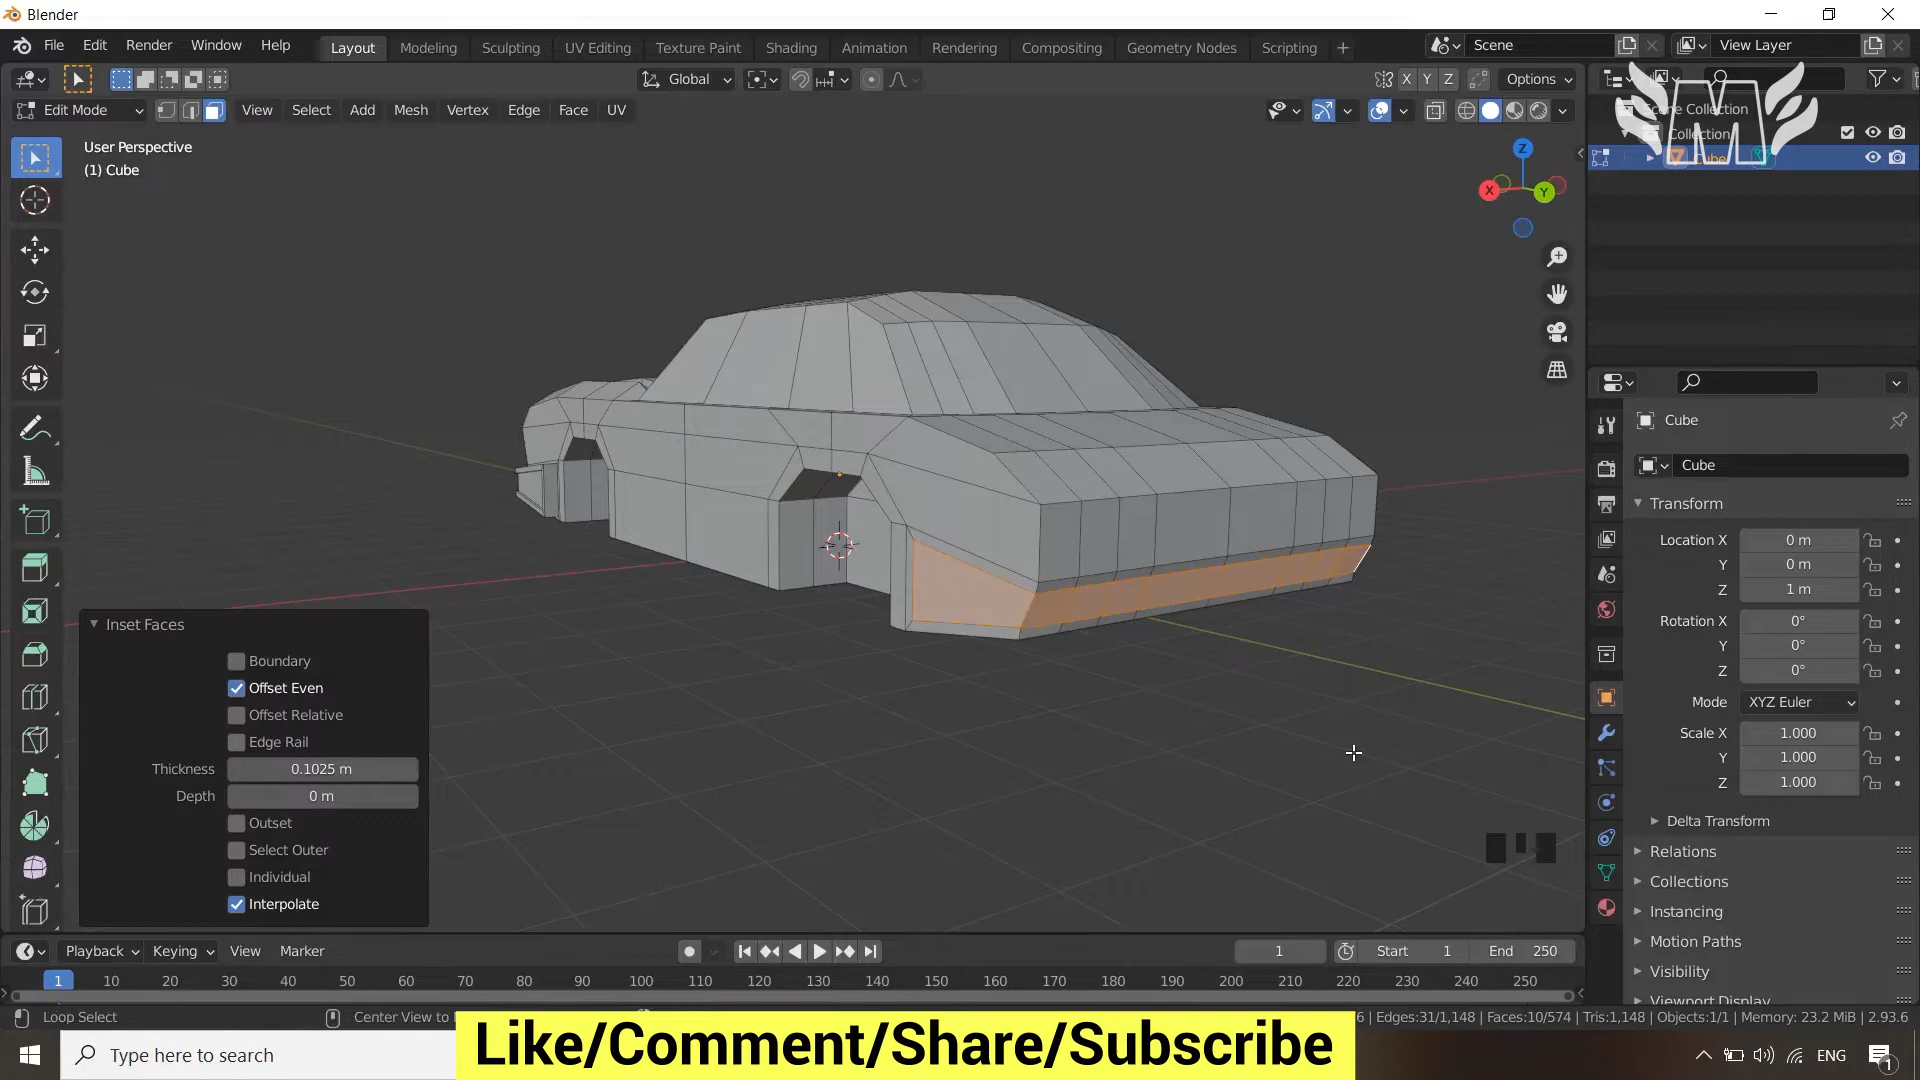 Blender
File Edit Render Window Help
Layout Modeling Sculpting UV Editing Texture Paint Shading Animation Rendering Compositing Geometry Nodes Scripting +
Scene
View Layer
Global
X Y Z
Options
Edit Mode
View Select Add Mesh Vertex Edge Face UV
Scene Collection
Collection
Cube
User Perspective
(1) Cube
Z
X
Y
Inset Faces
Boundary
Offset Even
Offset Relative
Edge Rail
Thickness 0.1025 m
Depth 0 m
Outset
Select Outer
Individual
Interpolate
Cube
Cube
Transform
Location X 0 m
Y 0 m
Z 1 m
Rotation X 0°
Y 0°
Z 0°
Mode XYZ Euler
Scale X 1.000
Y 1.000
Z 1.000
Delta Transform
Relations
Collections
Instancing
Motion Paths
Visibility
Viewport Display
Playback Keying View Marker
1
Start 1 End 250
1 10 20 30 40 50 60 70 80 90 100 110 120 130 140 150 160 170 180 190 200 210 220 230 240 250
Loop Select
Center View to
6 | Edges:31/1,148 | Faces:10/574 | Tris:1,148 | Objects:1/1 | Memory: 23.2 MiB | 2.93.6
Like/Comment/Share/Subscribe
Type here to search
ENG
1